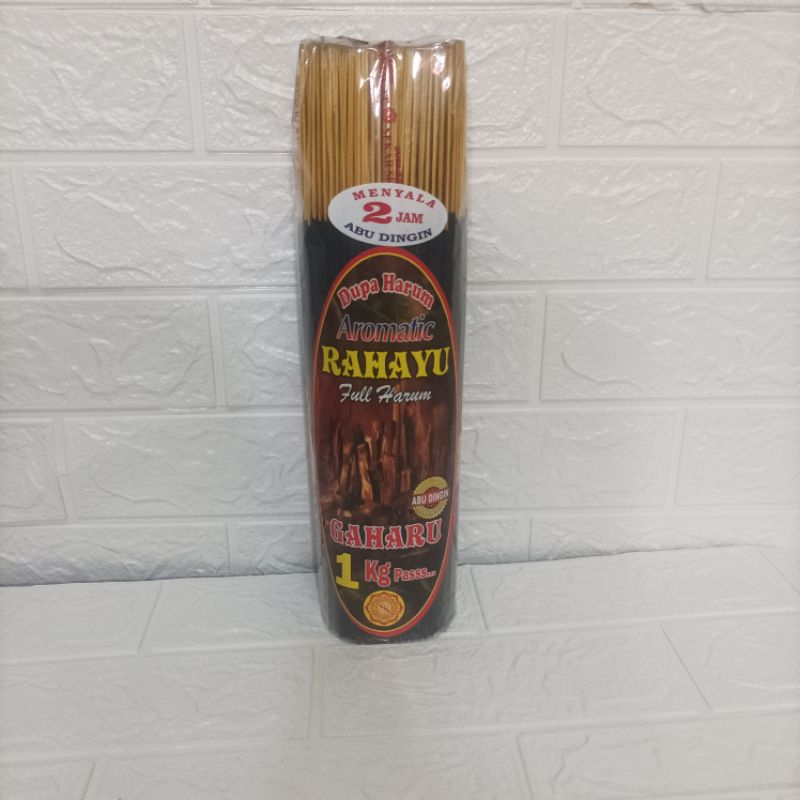 MENYALA
2 JAM
ABU DINGIN
Dupa Harum
Aromatic
RAHAYU
Full Harum
ABU DINGIN
GAHARU
1 Kg Passs...